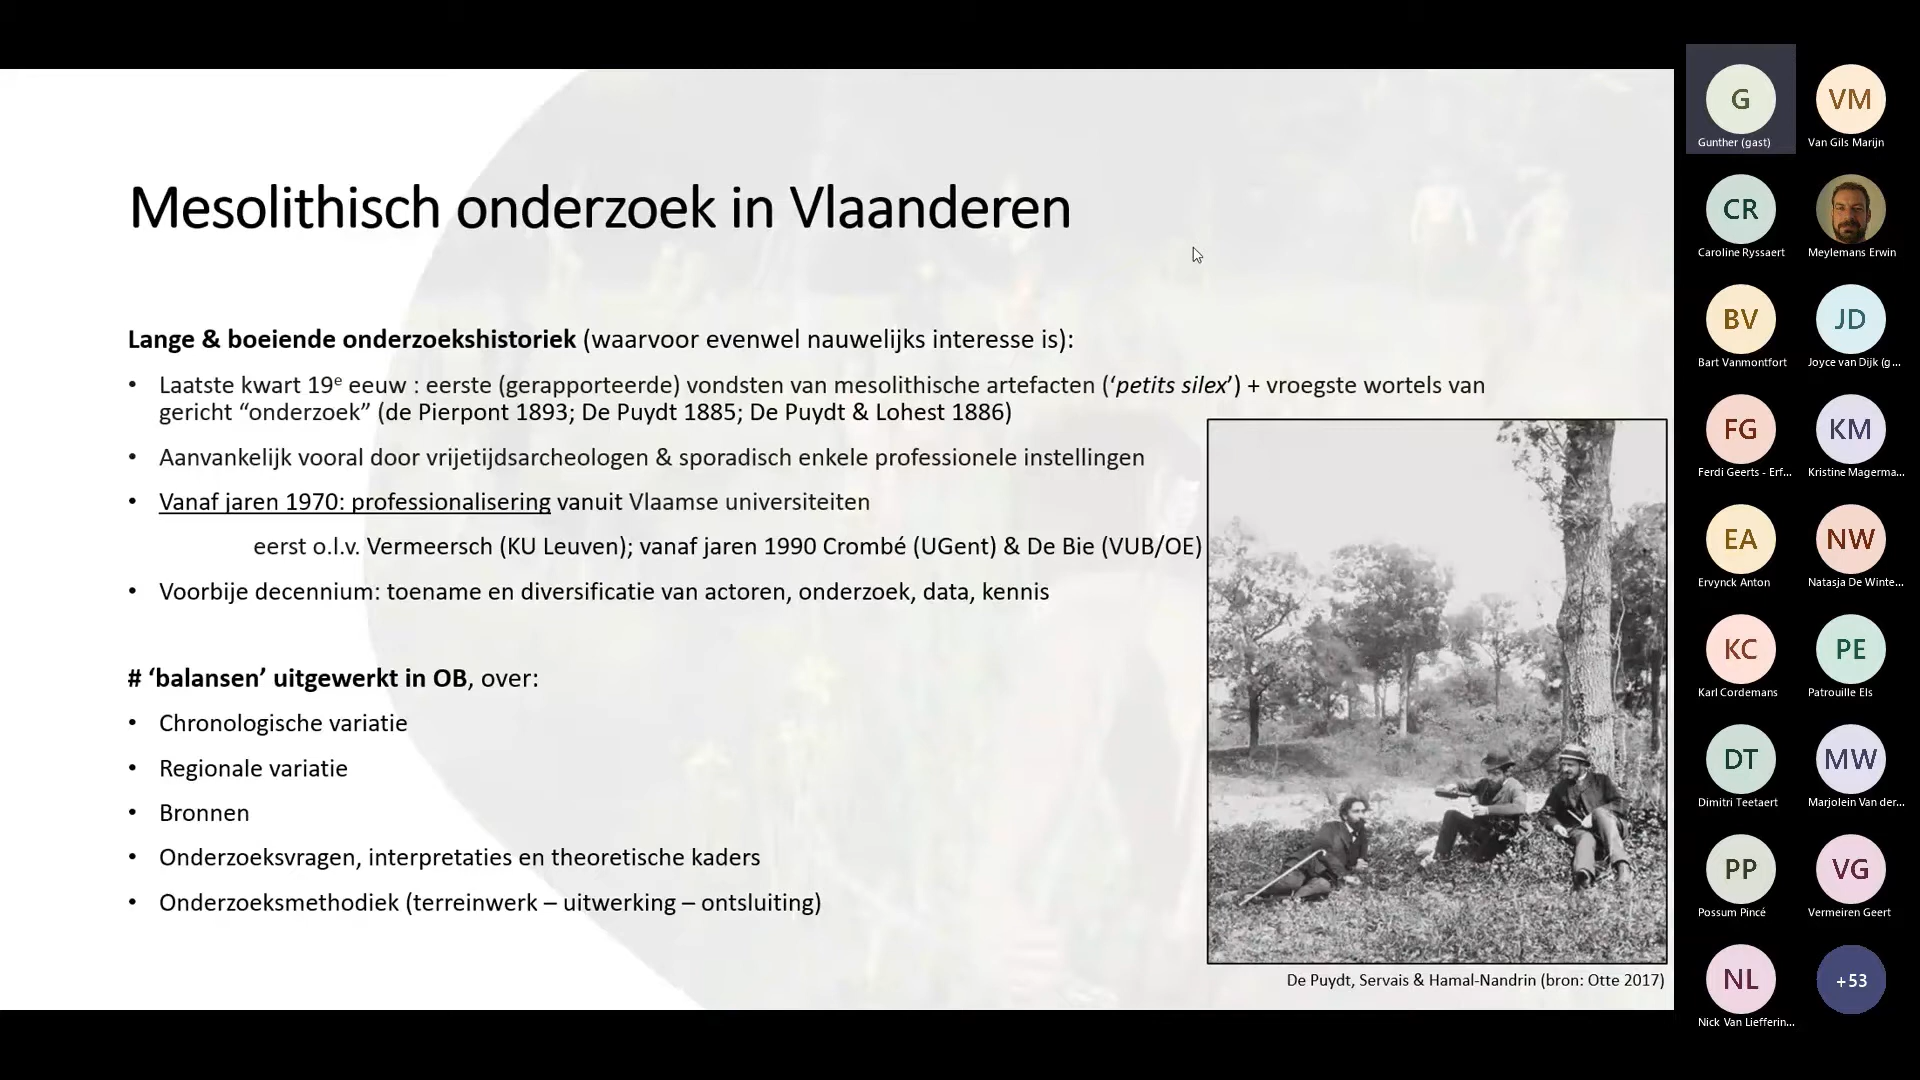 Mesolithisch onderzoek in Vlaanderen
Lange & boeiende onderzoekshistoriek (waarvoor evenwel nauwelijks interesse is):
• Laatste kwart 19e eeuw : eerste (gerapporteerde) vondsten van mesolithische artefacten (‘petits silex’) + vroegste wortels van
gericht “onderzoek” (de Pierpont 1893; De Puydt 1885; De Puydt & Lohest 1886)
• Aanvankelijk vooral door vrijetijdsarcheologen & sporadisch enkele professionele instellingen
• Vanaf jaren 1970: professionalisering vanuit Vlaamse universiteiten
eerst o.l.v. Vermeersch (KU Leuven); vanaf jaren 1990 Crombé (UGent) & De Bie (VUB/OE)
• Voorbije decennium: toename en diversificatie van actoren, onderzoek, data, kennis
# ‘balansen’ uitgewerkt in OB, over:
• Chronologische variatie
• Regionale variatie
• Bronnen
• Onderzoeksvragen, interpretaties en theoretische kaders
• Onderzoeksmethodiek (terreinwerk – uitwerking – ontsluiting)
De Puydt, Servais & Hamal-Nandrin (bron: Otte 2017)
G
Gunther (gast)
VM
Van Gils Marijn
CR
Caroline Ryssaert
Meylemans Erwin
BV
Bart Vanmontfort
JD
Joyce van Dijk (g...
FG
Ferdi Geerts - Erf...
KM
Kristine Magerma...
EA
Ervynck Anton
NW
Natasja De Winte...
KC
Karl Cordemans
PE
Patrouille Els
DT
Dimitri Teetaert
MW
Marjolein Van der...
PP
Possum Pincé
VG
Vermeiren Geert
NL
Nick Van Liefferin...
+53